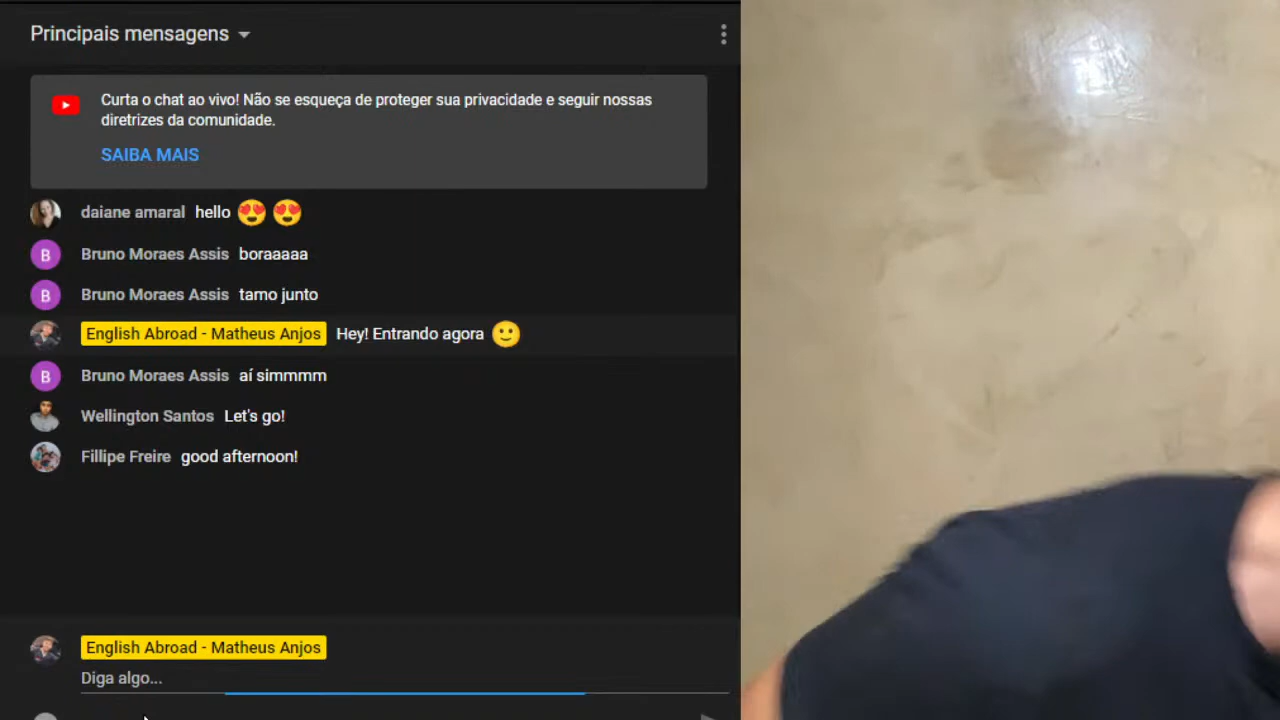 Principais mensagens
Curta o chat ao vivo! Não se esqueça de proteger sua privacidade e seguir nossas
diretrizes da comunidade.
SAIBA MAIS
daiane amaral hello 😍 😍
B Bruno Moraes Assis boraaaaa
B Bruno Moraes Assis tamo junto
English Abroad - Matheus Anjos Hey! Entrando agora 🙂
B Bruno Moraes Assis aí simmmm
Wellington Santos Let's go!
Fillipe Freire good afternoon!
English Abroad - Matheus Anjos
Diga algo...